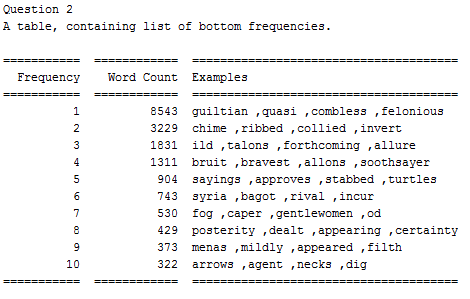 Question 2
A table, containing list of bottom frequencies.
=========== ============ ======================================
Frequency Word Count Examples
=========== ============ ======================================
1 8543 guiltian ,quasi ,combless ,felonious
2 3229 chime ,ribbed ,collied ,invert
3 1831 ild ,talons ,forthcoming ,allure
4 1311 bruit ,bravest ,allons ,soothsayer
5 904 sayings ,approves ,stabbed ,turtles
6 743 syria ,bagot ,rival ,incur
7 530 fog ,caper ,gentlewomen ,od
8 429 posterity ,dealt ,appearing ,certainty
9 373 menas ,mildly ,appeared ,filth
10 322 arrows ,agent ,necks ,dig
=========== ============ ======================================